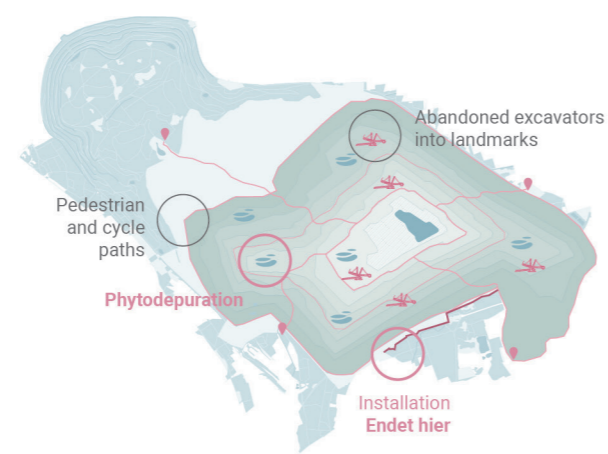 Abandoned excavators
into landmarks
Pedestrian
and cycle
paths
Phytodepuration
Installation
Endet hier